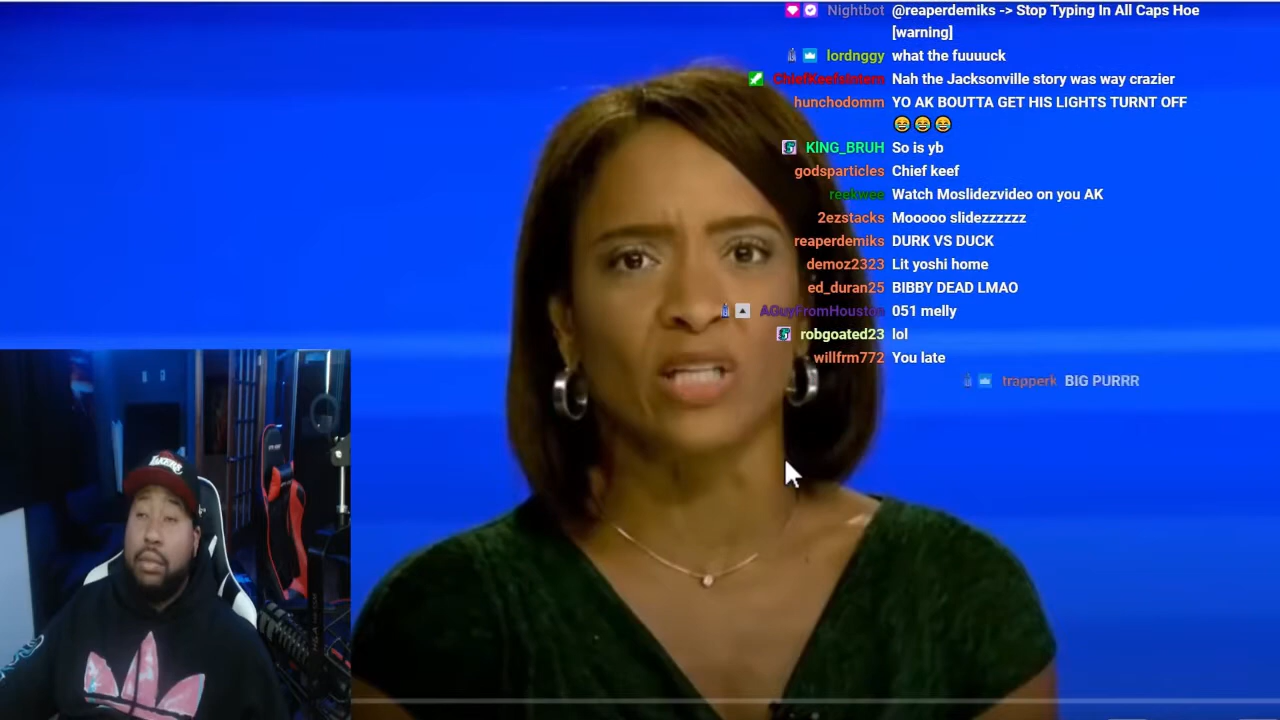 Nightbot @reaperdemiks -> Stop Typing In All Caps Hoe
[warning]
lordnggy what the fuuuuck
ChiefKeefsIntern Nah the Jacksonville story was way crazier
hunchodomm YO AK BOUTTA GET HIS LIGHTS TURNT OFF
KING_BRUH So is yb
godsparticles Chief keef
reekwee Watch Moslidezvideo on you AK
2ezstacks Mooooo slidezzzzzz
reaperdemiks DURK VS DUCK
demoz2323 Lit yoshi home
ed_duran25 BIBBY DEAD LMAO
AGuyFromHouston 051 melly
robgoated23 lol
willfrm772 You late
trapperk BIG PURRR
LAKERS